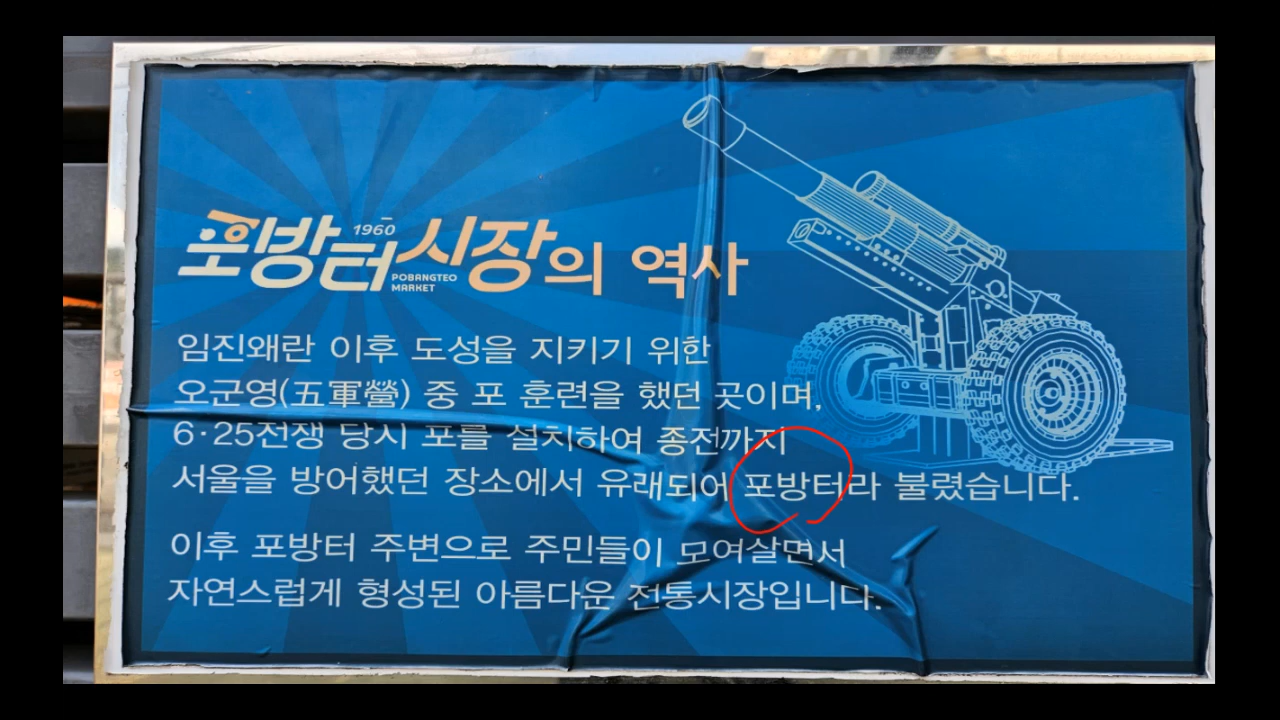 포방터시장의 역사
1960
POBANGTEO
MARKET
임진왜란 이후 도성을 지키기 위한
오군영(五軍營) 중 포 훈련을 했던 곳이며,
6·25전쟁 당시 포를 설치하여 종전까지
서울을 방어했던 장소에서 유래되어 포방터라 불렸습니다.
이후 포방터 주변으로 주민들이 모여살면서
자연스럽게 형성된 아름다운 전통시장입니다.